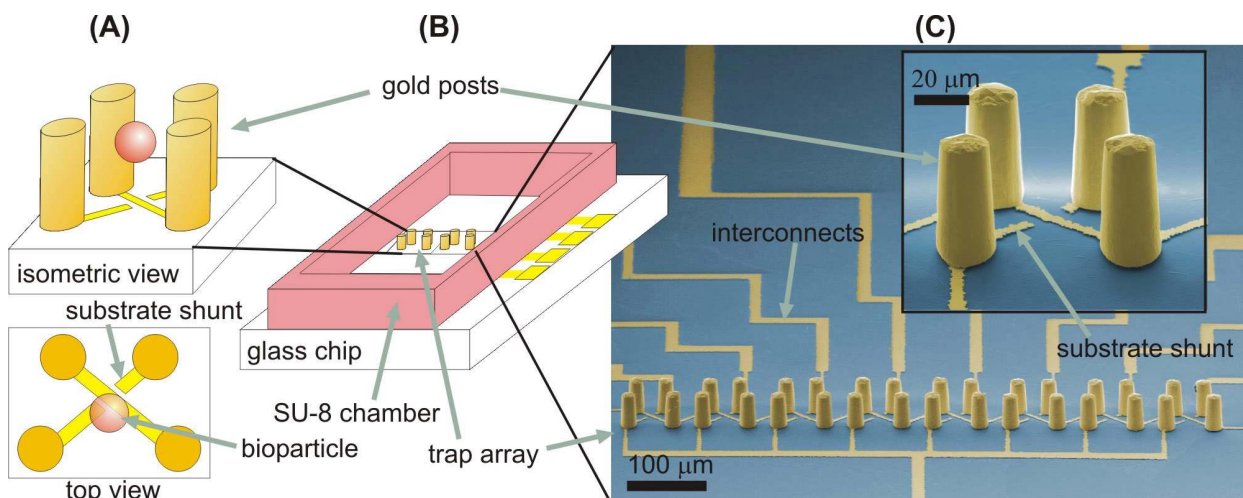 (A)
(B)
(C)
gold posts
20 μm
isometric view
interconnects
substrate shunt
substrate shunt
glass chip
SU-8 chamber
bioparticle
trap array
100 μm
top view